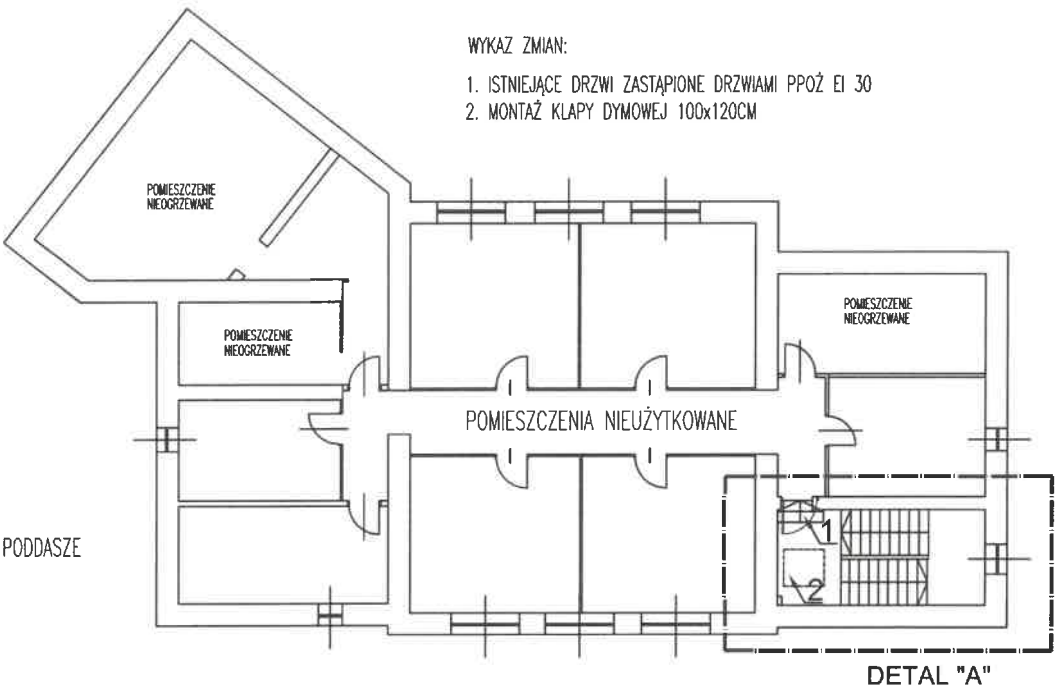 WYKAZ ZMIAN:
1. ISTNIEJĄCE DRZWI ZASTĄPIONE DRZWIAMI PPOŻ EI 30
2. MONTAŻ KLAPY DYMOWEJ 100x120CM
POMIESZCZENIE
NIEOGRZEWANE
POMIESZCZENIE
NIEOGRZEWANE
POMIESZCZENIE
NIEOGRZEWANE
POMIESZCZENIA NIEUŻYTKOWANE
1
2
PODDASZE
DETAL "A"